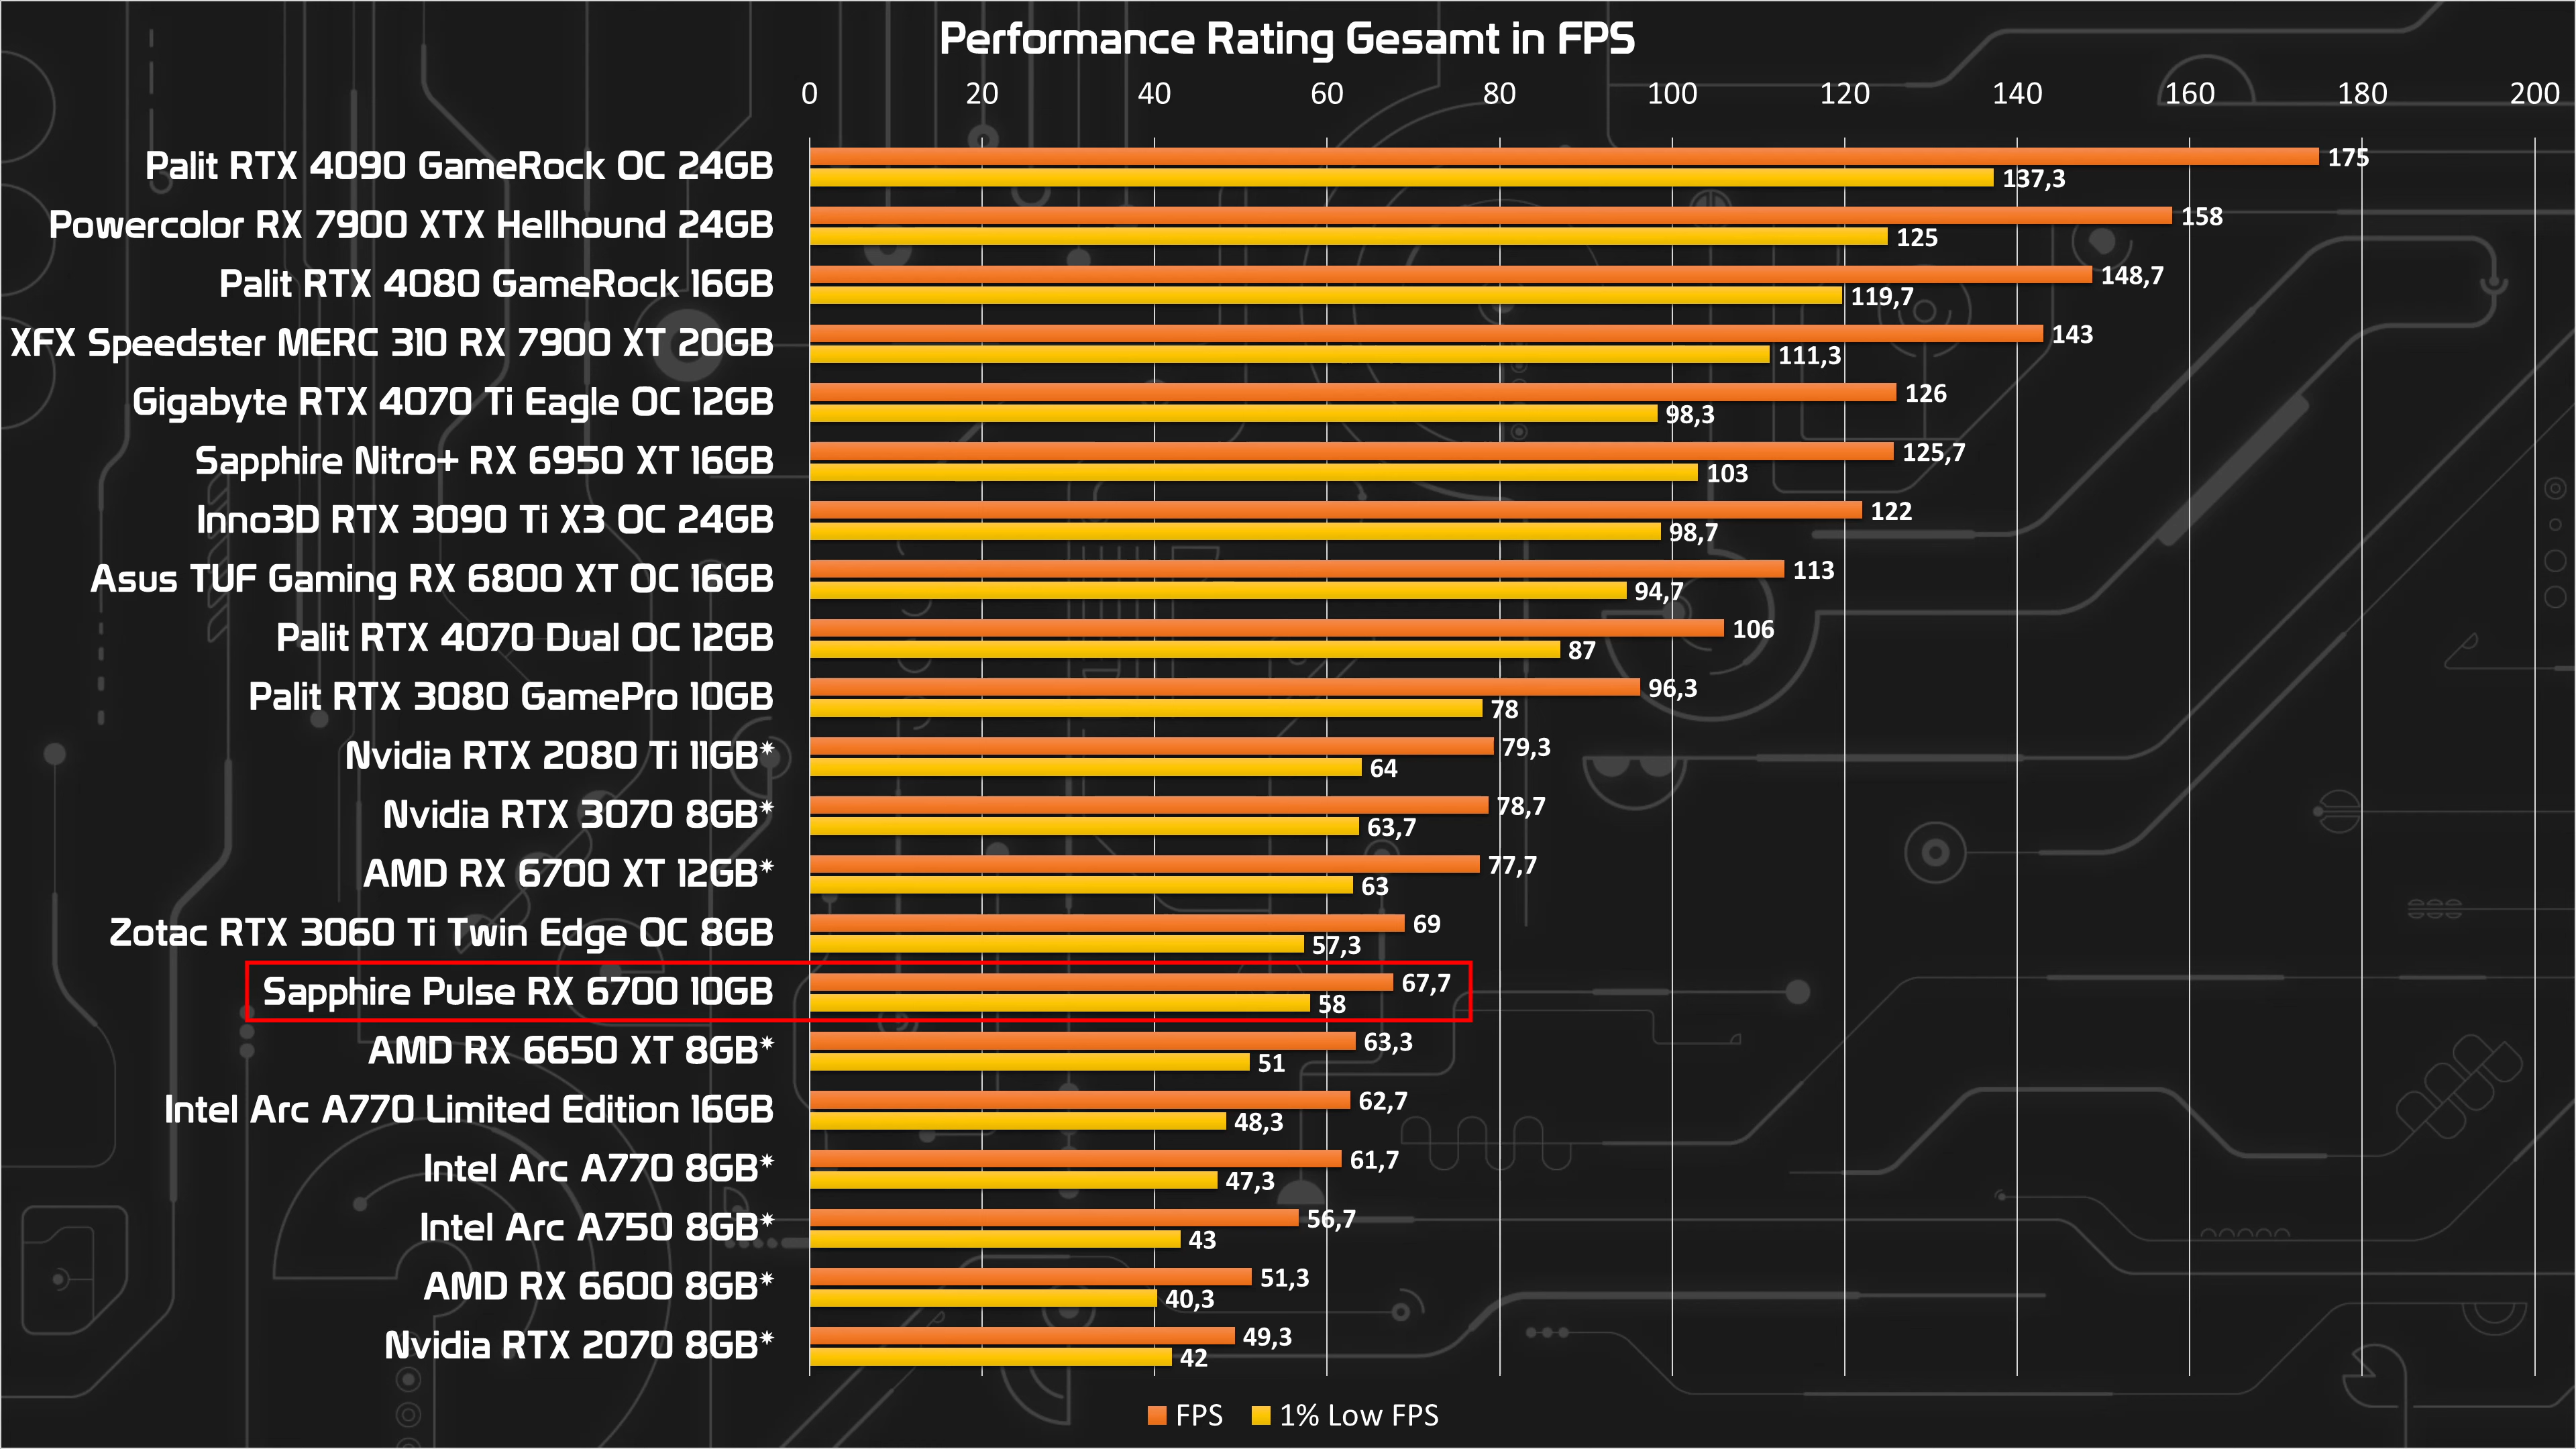 Performance Rating Gesamt in FPS
0 20 40 60 80 100 120 140 160 180 200
Palit RTX 4090 GameRock OC 24GB 175
137,3
Powercolor RX 7900 XTX Hellhound 24GB 158
125
Palit RTX 4080 GameRock 16GB 148,7
119,7
XFX Speedster MERC 310 RX 7900 XT 20GB 143
111,3
Gigabyte RTX 4070 Ti Eagle OC 12GB 126
98,3
Sapphire Nitro+ RX 6950 XT 16GB 125,7
103
Inno3D RTX 3090 Ti X3 OC 24GB 122
98,7
Asus TUF Gaming RX 6800 XT OC 16GB 113
94,7
Palit RTX 4070 Dual OC 12GB 106
87
Palit RTX 3080 GamePro 10GB 96,3
78
Nvidia RTX 2080 Ti 11GB* 79,3
64
Nvidia RTX 3070 8GB* 78,7
63,7
AMD RX 6700 XT 12GB* 77,7
63
Zotac RTX 3060 Ti Twin Edge OC 8GB 69
57,3
Sapphire Pulse RX 6700 10GB 67,7
58
AMD RX 6650 XT 8GB* 63,3
51
Intel Arc A770 Limited Edition 16GB 62,7
48,3
Intel Arc A770 8GB* 61,7
47,3
Intel Arc A750 8GB* 56,7
43
AMD RX 6600 8GB* 51,3
40,3
Nvidia RTX 2070 8GB* 49,3
42
FPS 1% Low FPS